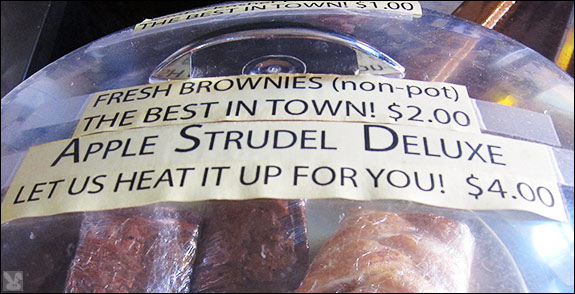 THE BEST IN TOWN! $1.00
FRESH BROWNIES (non-pot)
THE BEST IN TOWN! $2.00
APPLE STRUDEL DELUXE
LET US HEAT IT UP FOR YOU! $4.00